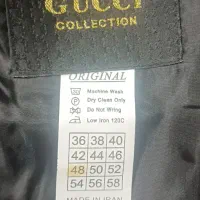 GUCCI
COLLECTION
ORIGINAL
Machine Wash
Dry Clean Only
Do Not Wring
Low Iron 120C
36 38 40
42 44 46
48 50 52
54 56 58
MADE IN IRAN